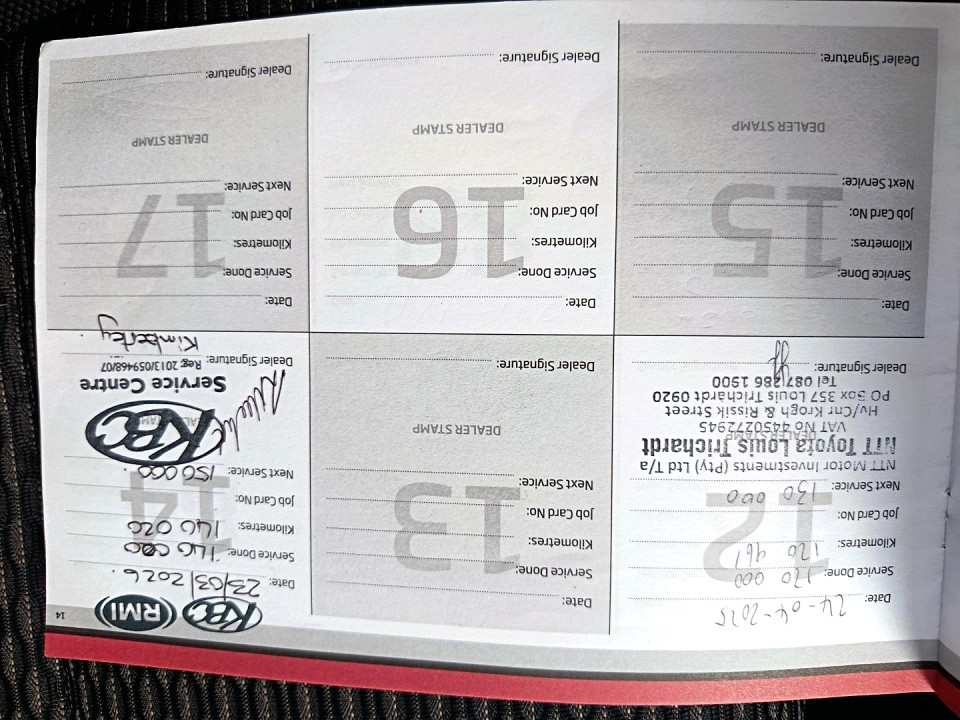 14
Date: 24-04-2025
Service Done: 120 000
Kilometres: 120 461
Job Card No:
Next Service: 130 000
12
NTT Motor Investments (Pty) Ltd T/a
NTT Toyota Louis Trichardt
DEALER STAMP
VAT No 4450272945
Hv/Cnr Krogh & Rissik Street
PO Box 357 Louis Trichardt 0920
Tel 087 286 1500
Dealer Signature:
Date:
Service Done:
Kilometres:
Job Card No:
Next Service:
13
DEALER STAMP
Dealer Signature:
KBC RMI
Date: 23/03/2026.
Service Done: 140 000
Kilometres: 140 020
Job Card No:
Next Service: 150 000.
14
KBC
Service Centre
Reg: 2013/059468/07
Dealer Signature:
Kimberley.
Date:
Service Done:
Kilometres:
Job Card No:
Next Service:
15
DEALER STAMP
Dealer Signature:
Date:
Service Done:
Kilometres:
Job Card No:
Next Service:
16
DEALER STAMP
Dealer Signature:
Date:
Service Done:
Kilometres:
Job Card No:
Next Service:
17
DEALER STAMP
Dealer Signature: